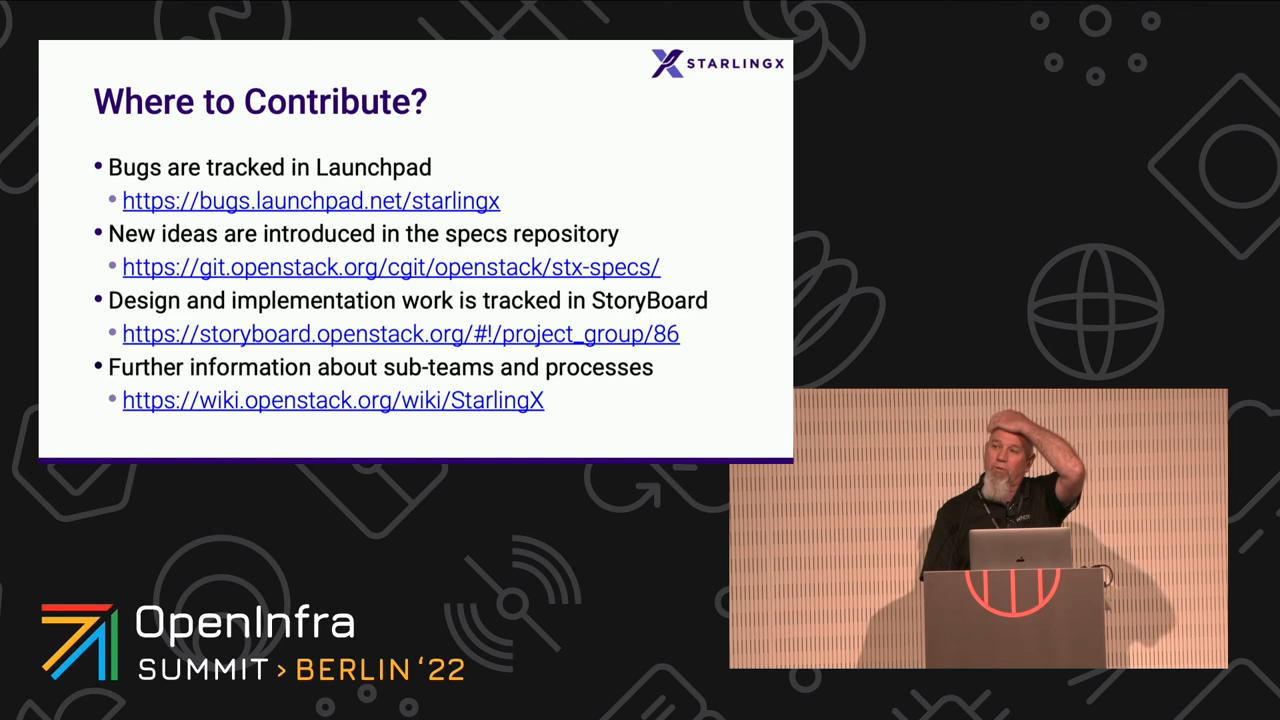 STARLINGX
Where to Contribute?
• Bugs are tracked in Launchpad
• https://bugs.launchpad.net/starlingx
• New ideas are introduced in the specs repository
• https://git.openstack.org/cgit/openstack/stx-specs/
• Design and implementation work is tracked in StoryBoard
• https://storyboard.openstack.org/#!/project_group/86
• Further information about sub-teams and processes
• https://wiki.openstack.org/wiki/StarlingX
OpenInfra
SUMMIT > BERLIN ‘22